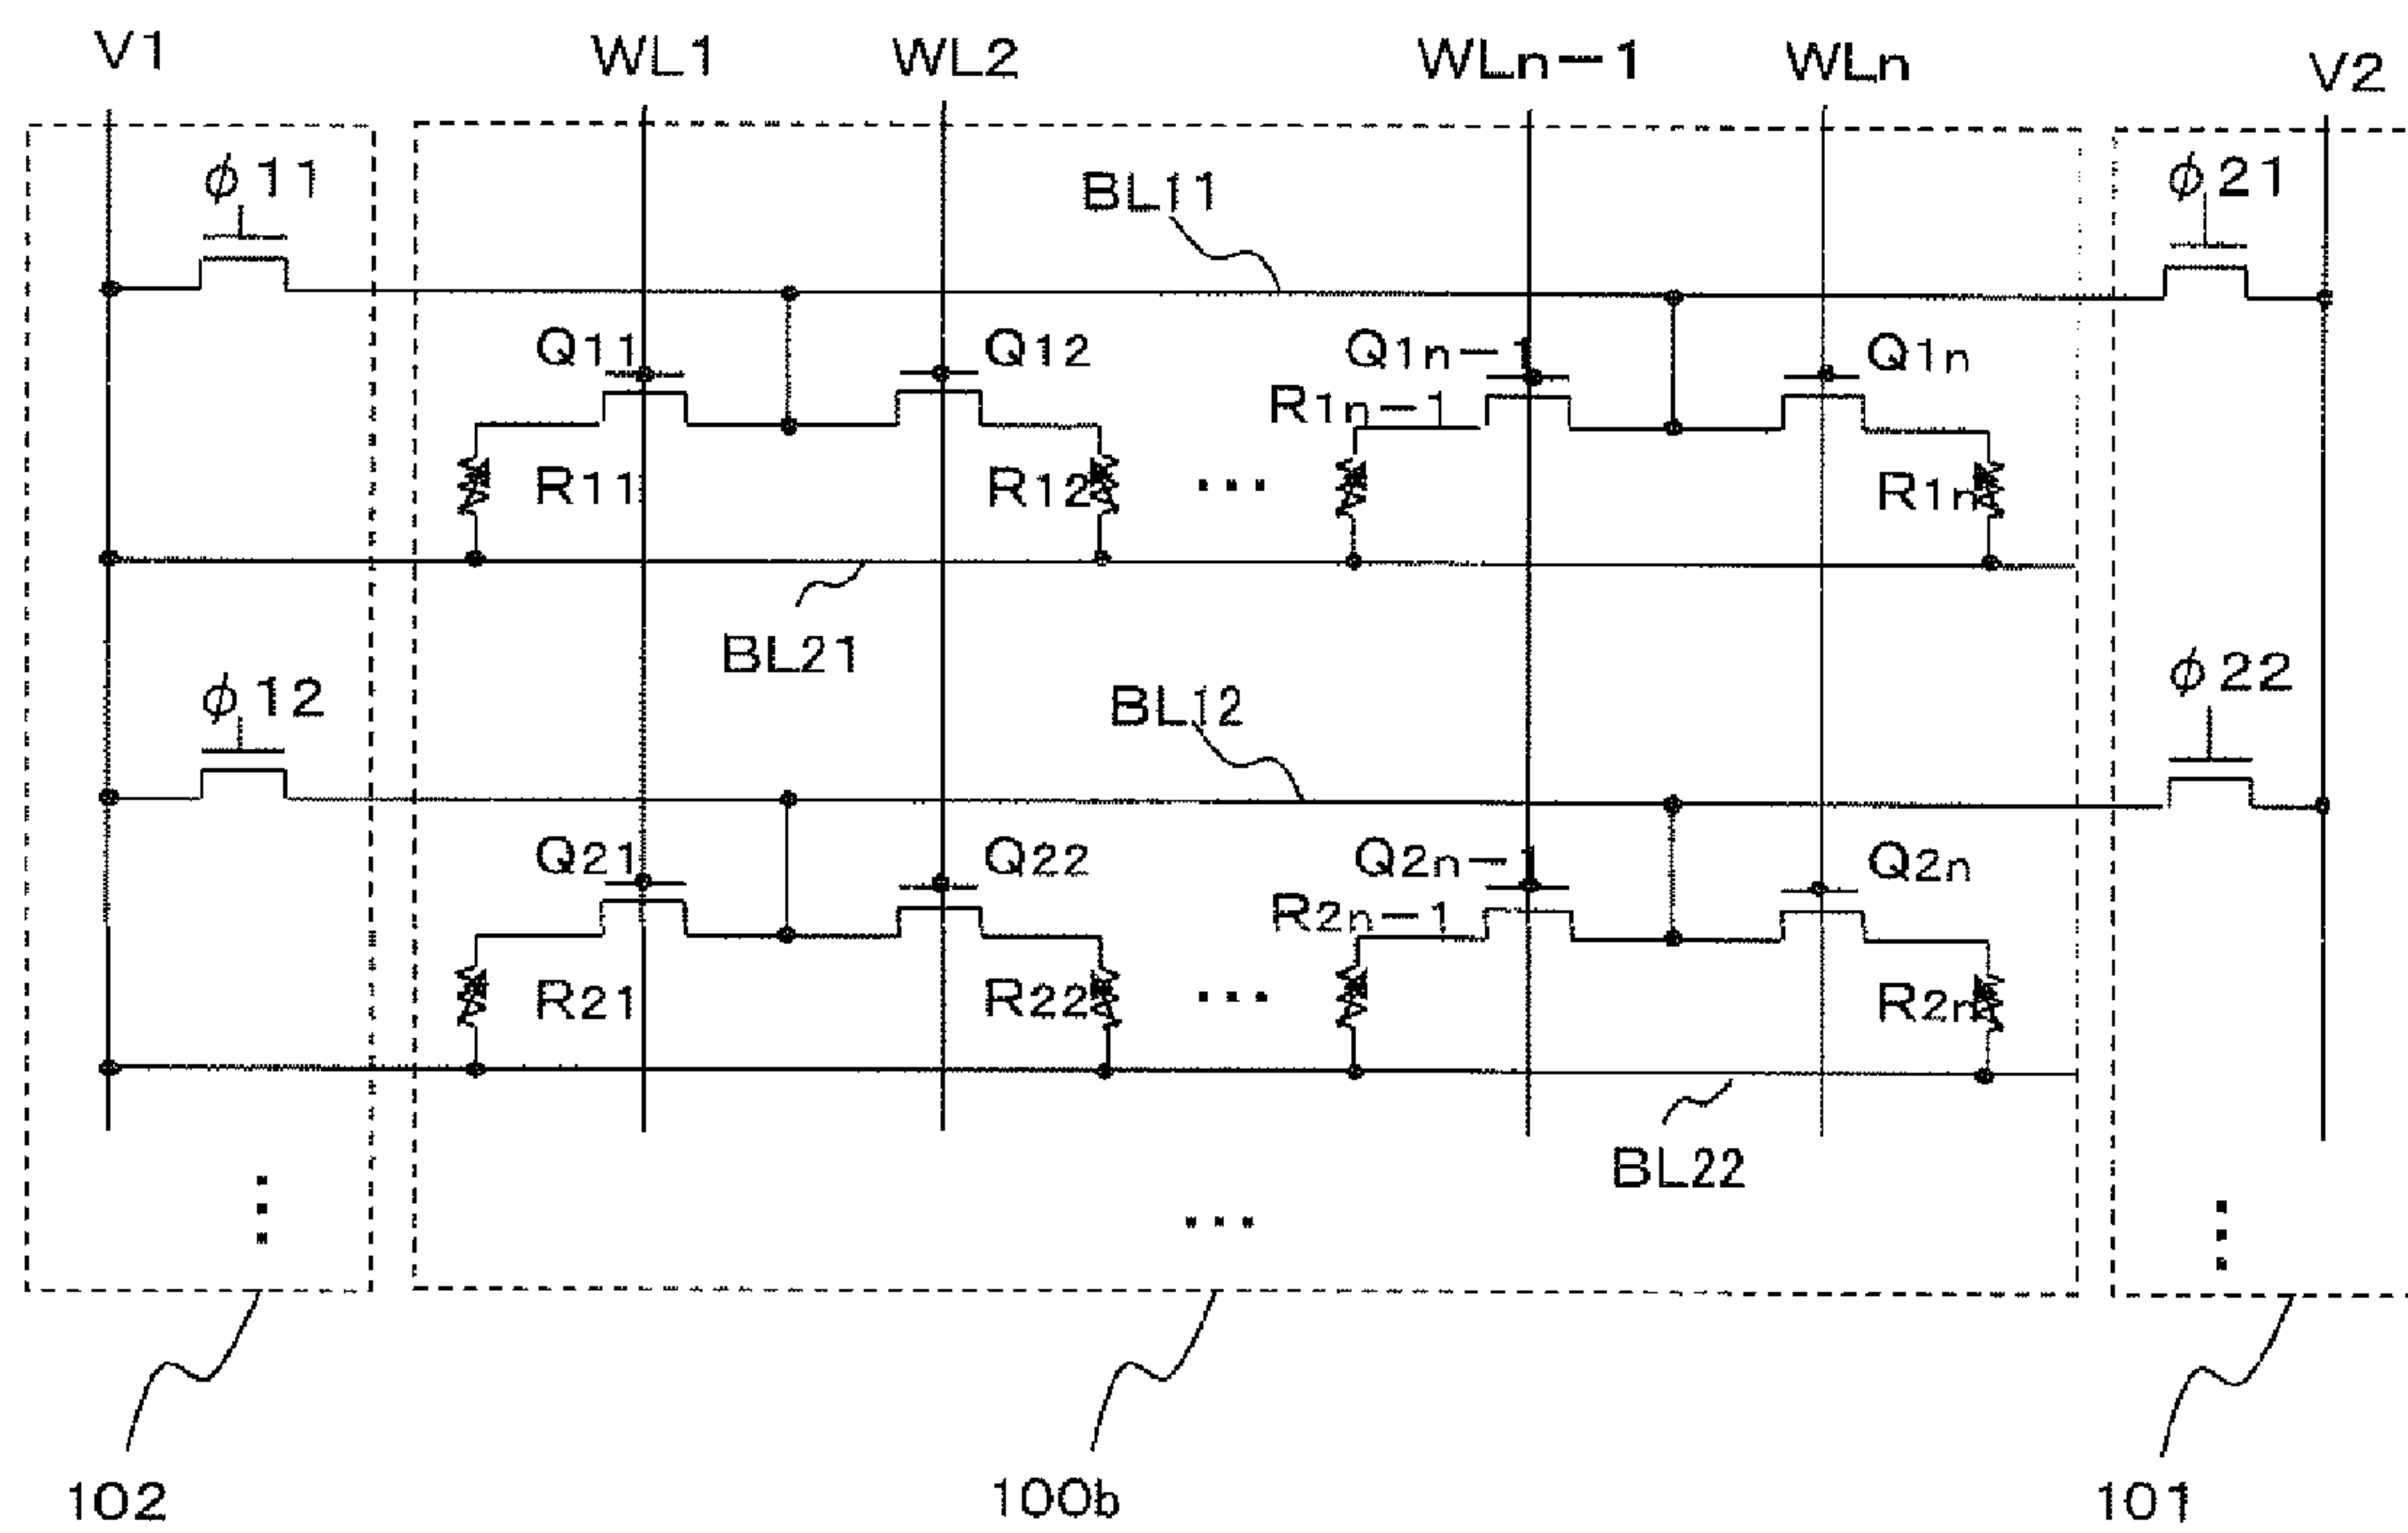 V1 WL1 WL2 WLn-1 WLn V2
ϕ11 BL11 ϕ21
Q11 Q12 Q1n-1 Q1n
R11 R12 ... R1n-1 R1n
BL21
ϕ12 BL12 ϕ22
Q21 Q22 Q2n-1 Q2n
R21 R22 ... R2n-1 R2n
BL22
...
102 100b 101